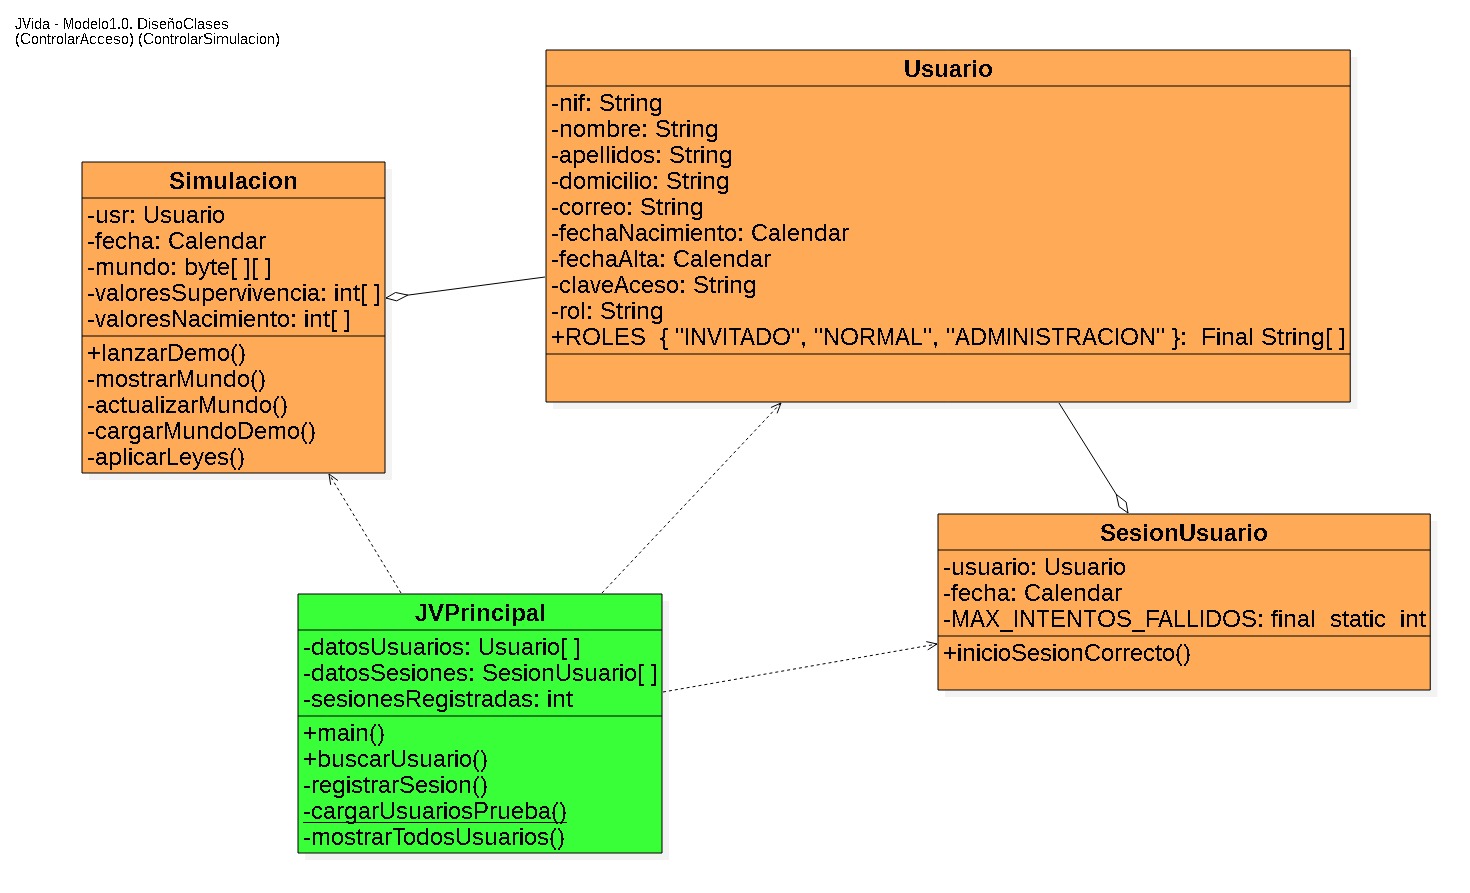 JVida - Modelo1.0. DiseñoClases
(ControlarAcceso) (ControlarSimulacion)
Usuario
-nif: String
-nombre: String
-apellidos: String
-domicilio: String
-correo: String
-fechaNacimiento: Calendar
-fechaAlta: Calendar
-claveAceso: String
-rol: String
+ROLES  { "INVITADO", "NORMAL", "ADMINISTRACION" }:  Final String[ ]
Simulacion
-usr: Usuario
-fecha: Calendar
-mundo: byte[ ][ ]
-valoresSupervivencia: int[ ]
-valoresNacimiento: int[ ]
+lanzarDemo()
-mostrarMundo()
-actualizarMundo()
-cargarMundoDemo()
-aplicarLeyes()
SesionUsuario
-usuario: Usuario
-fecha: Calendar
-MAX_INTENTOS_FALLIDOS: final  static  int
+inicioSesionCorrecto()
JVPrincipal
-datosUsuarios: Usuario[ ]
-datosSesiones: SesionUsuario[ ]
-sesionesRegistradas: int
+main()
+buscarUsuario()
-registrarSesion()
-cargarUsuariosPrueba()
-mostrarTodosUsuarios()